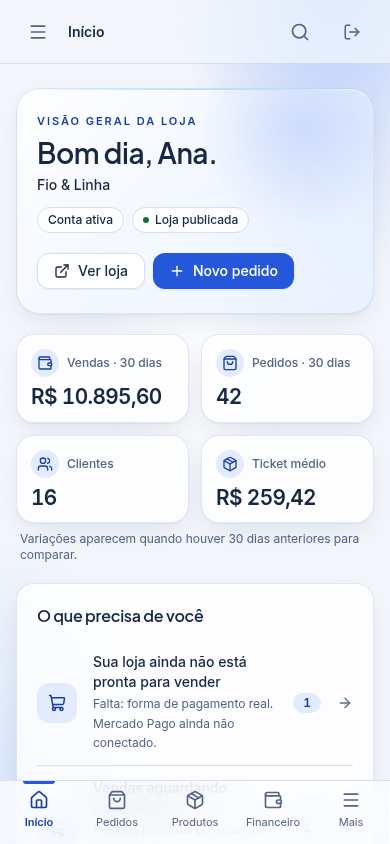 Início
VISÃO GERAL DA LOJA
Bom dia, Ana.
Fio & Linha
Conta ativa
Loja publicada
Ver loja
Novo pedido
Vendas · 30 dias
R$ 10.895,60
Pedidos · 30 dias
42
Clientes
16
Ticket médio
R$ 259,42
Variações aparecem quando houver 30 dias anteriores para
comparar.
O que precisa de você
Sua loja ainda não está
pronta para vender
Falta: forma de pagamento real.
Mercado Pago ainda não
conectado.
1
Vendas aguardando
Início
Pedidos
Produtos
Financeiro
Mais